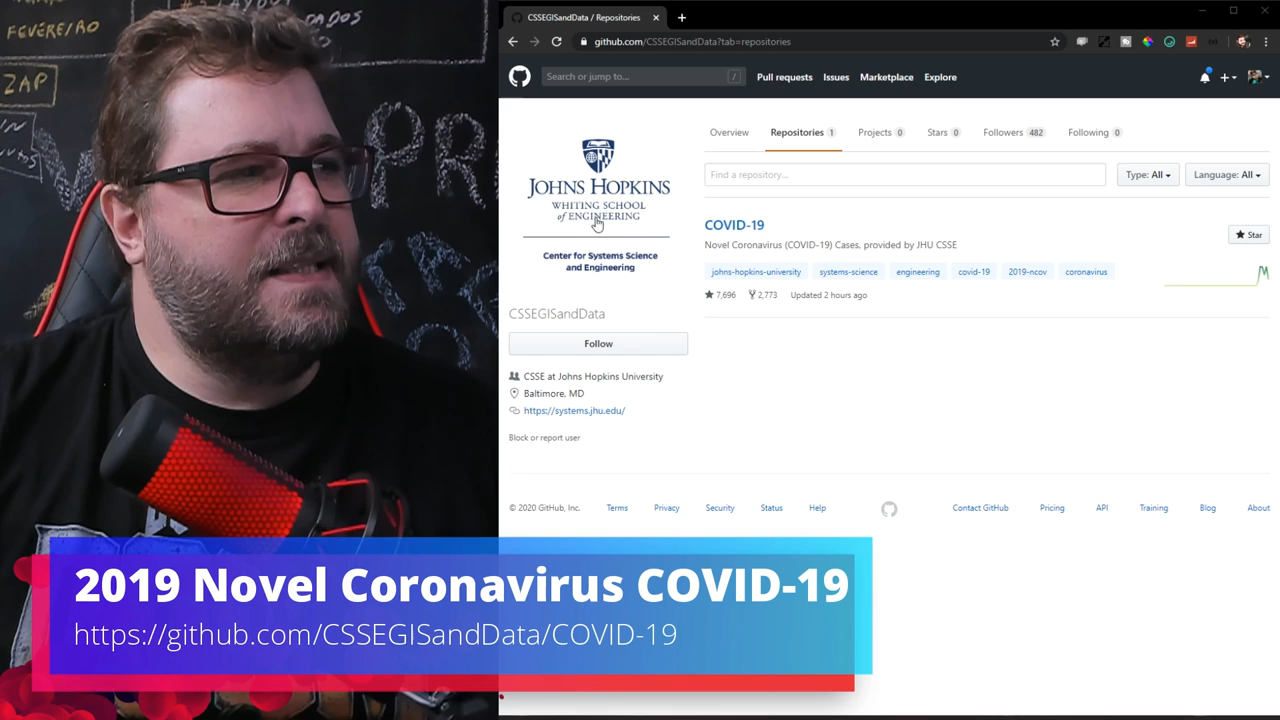 FEVEREIRO
DADOS
ZAP
CSSEGISandData / Repositories
github.com/CSSEGISandData?tab=repositories
Search or jump to...
/
Pull requests
Issues
Marketplace
Explore
Overview
Repositories 1
Projects 0
Stars 0
Followers 482
Following 0
Find a repository...
Type: All
Language: All
JOHNS HOPKINS
WHITING SCHOOL
of ENGINEERING
Center for Systems Science
and Engineering
COVID-19
Star
Novel Coronavirus (COVID-19) Cases, provided by JHU CSSE
johns-hopkins-university systems-science engineering covid-19 2019-ncov coronavirus
7,696 2,773 Updated 2 hours ago
CSSEGISandData
Follow
CSSE at Johns Hopkins University
Baltimore, MD
https://systems.jhu.edu/
Block or report user
© 2020 GitHub, Inc. Terms Privacy Security Status Help Contact GitHub Pricing API Training Blog About
2019 Novel Coronavirus COVID-19
https://github.com/CSSEGISandData/COVID-19